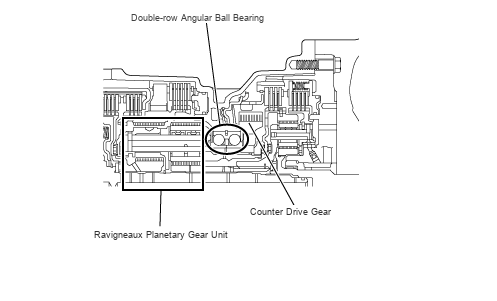 Double-row Angular Ball Bearing
Counter Drive Gear
Ravigneaux Planetary Gear Unit